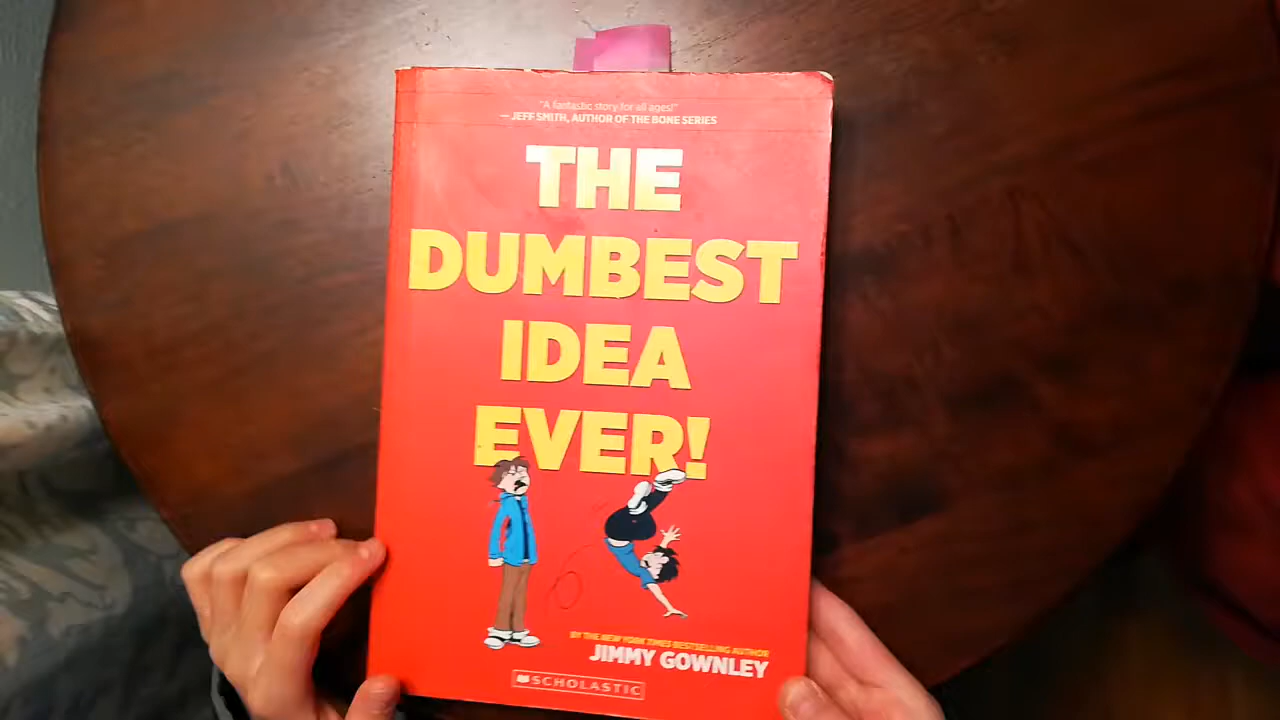 "A fantastic story for all ages!"
— JEFF SMITH, AUTHOR OF THE BONE SERIES
THE
DUMBEST
IDEA
EVER!
BY THE NEW YORK TIMES BESTSELLING AUTHOR
JIMMY GOWNLEY
SCHOLASTIC